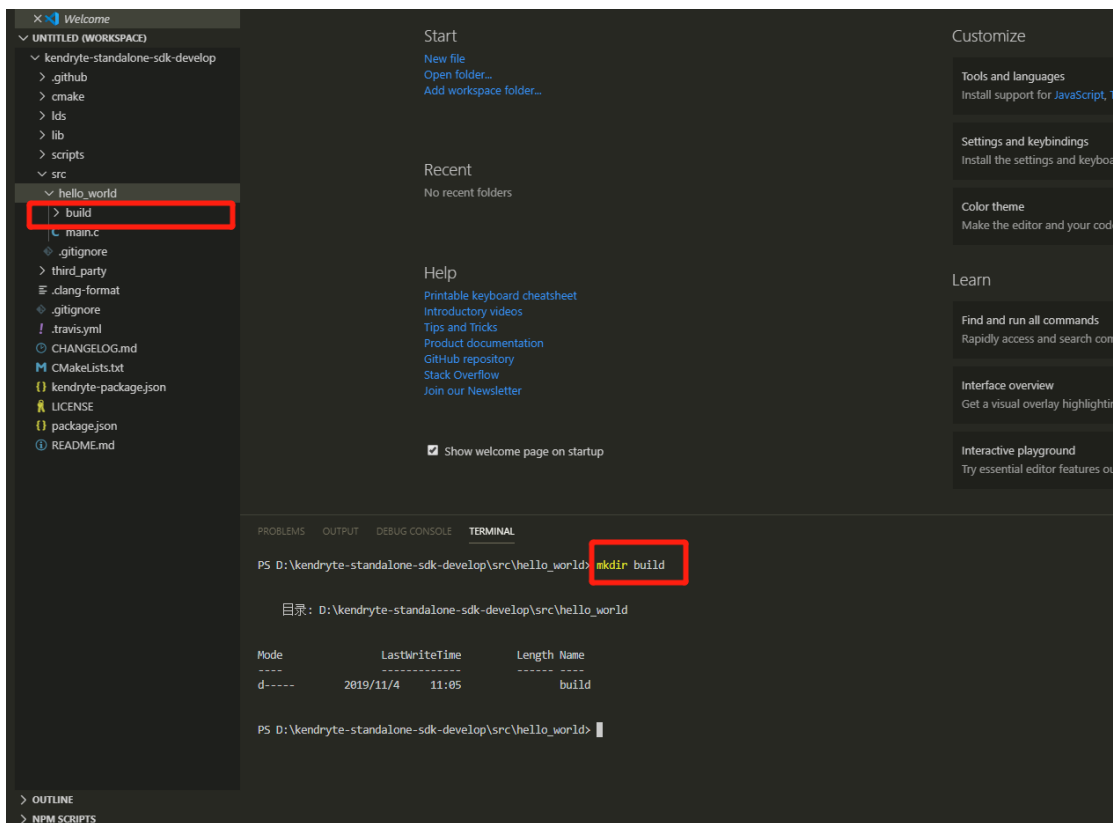 Welcome
UNTITLED (WORKSPACE)
kendryte-standalone-sdk-develop
.github
cmake
lds
lib
scripts
src
hello_world
build
main.c
.gitignore
third_party
.clang-format
.gitignore
.travis.yml
CHANGELOG.md
CMakeLists.txt
kendryte-package.json
LICENSE
package.json
README.md
OUTLINE
NPM SCRIPTS
Start
New file
Open folder...
Add workspace folder...
Recent
No recent folders
Help
Printable keyboard cheatsheet
Introductory videos
Tips and Tricks
Product documentation
GitHub repository
Stack Overflow
Join our Newsletter
Show welcome page on startup
Customize
Tools and languages
Install support for JavaScript,
Settings and keybindings
Install the settings and keyboa
Color theme
Make the editor and your code
Learn
Find and run all commands
Rapidly access and search com
Interface overview
Get a visual overlay highlightin
Interactive playground
Try essential editor features ou
PROBLEMS OUTPUT DEBUG CONSOLE TERMINAL
PS D:\kendryte-standalone-sdk-develop\src\hello_world> mkdir build
目录: D:\kendryte-standalone-sdk-develop\src\hello_world
Mode LastWriteTime Length Name
---- ------------- ------ ----
d----- 2019/11/4 11:05 build
PS D:\kendryte-standalone-sdk-develop\src\hello_world>